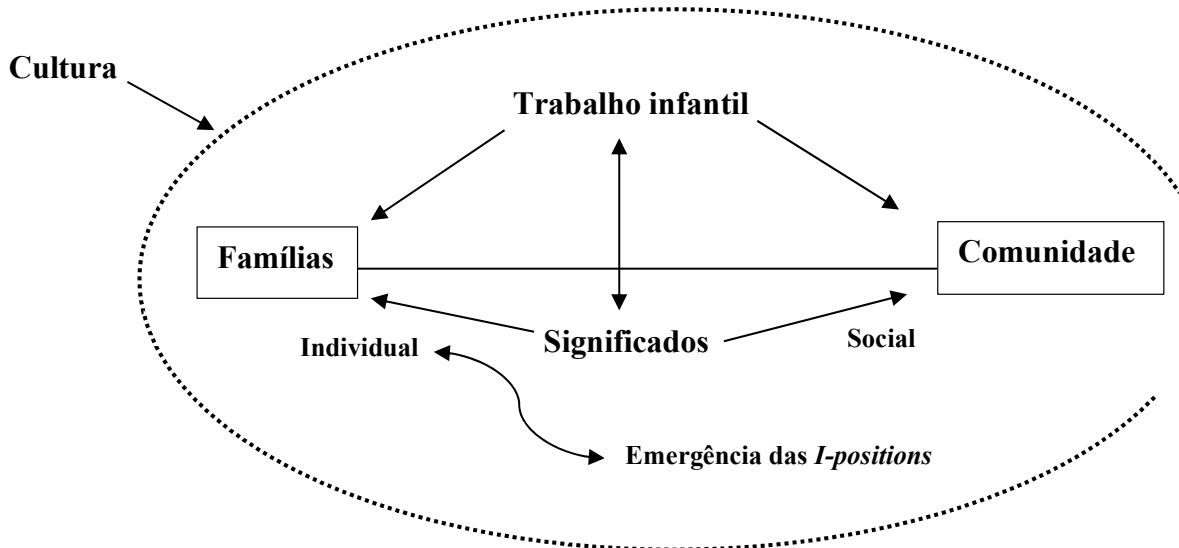 Cultura
Trabalho infantil
Famílias
Comunidade
Significados
Individual
Social
Emergência das I-positions